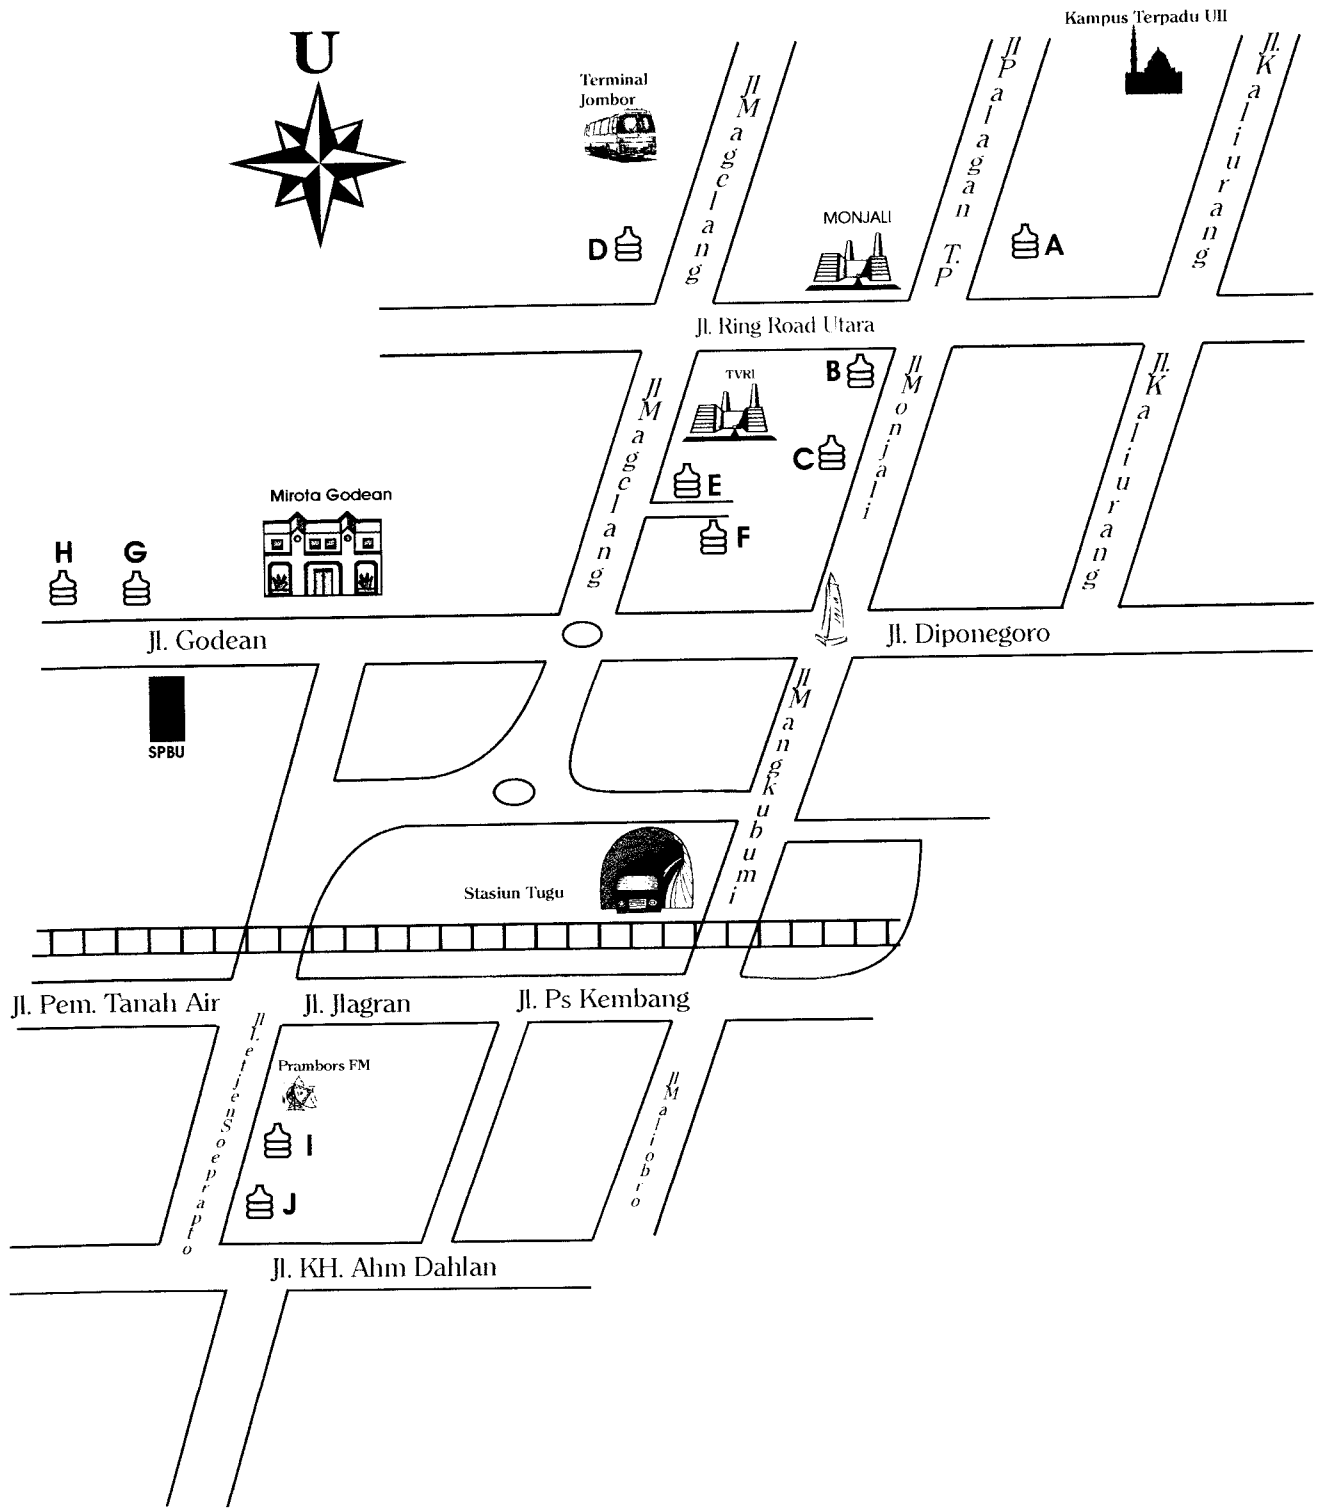 Kampus Terpadu UII
U
Terminal
Jombor
Jl Magelang
Jl Palagan T.P
Jl. Kaliurang
MONJALI
D
A
Jl. Ring Road Utara
Jl Magelang
TVRI
B
Jl Monjali
Jl. Kaliurang
C
E
F
Mirota Godean
H
G
Jl. Godean
Jl. Diponegoro
SPBU
Jl Mangkubumi
Stasiun Tugu
Jl. Pem. Tanah Air
Jl. Jlagran
Jl. Ps Kembang
Jl Letjen Soeprapto
Prambors FM
Jl Maliobro
I
J
Jl. KH. Ahm Dahlan